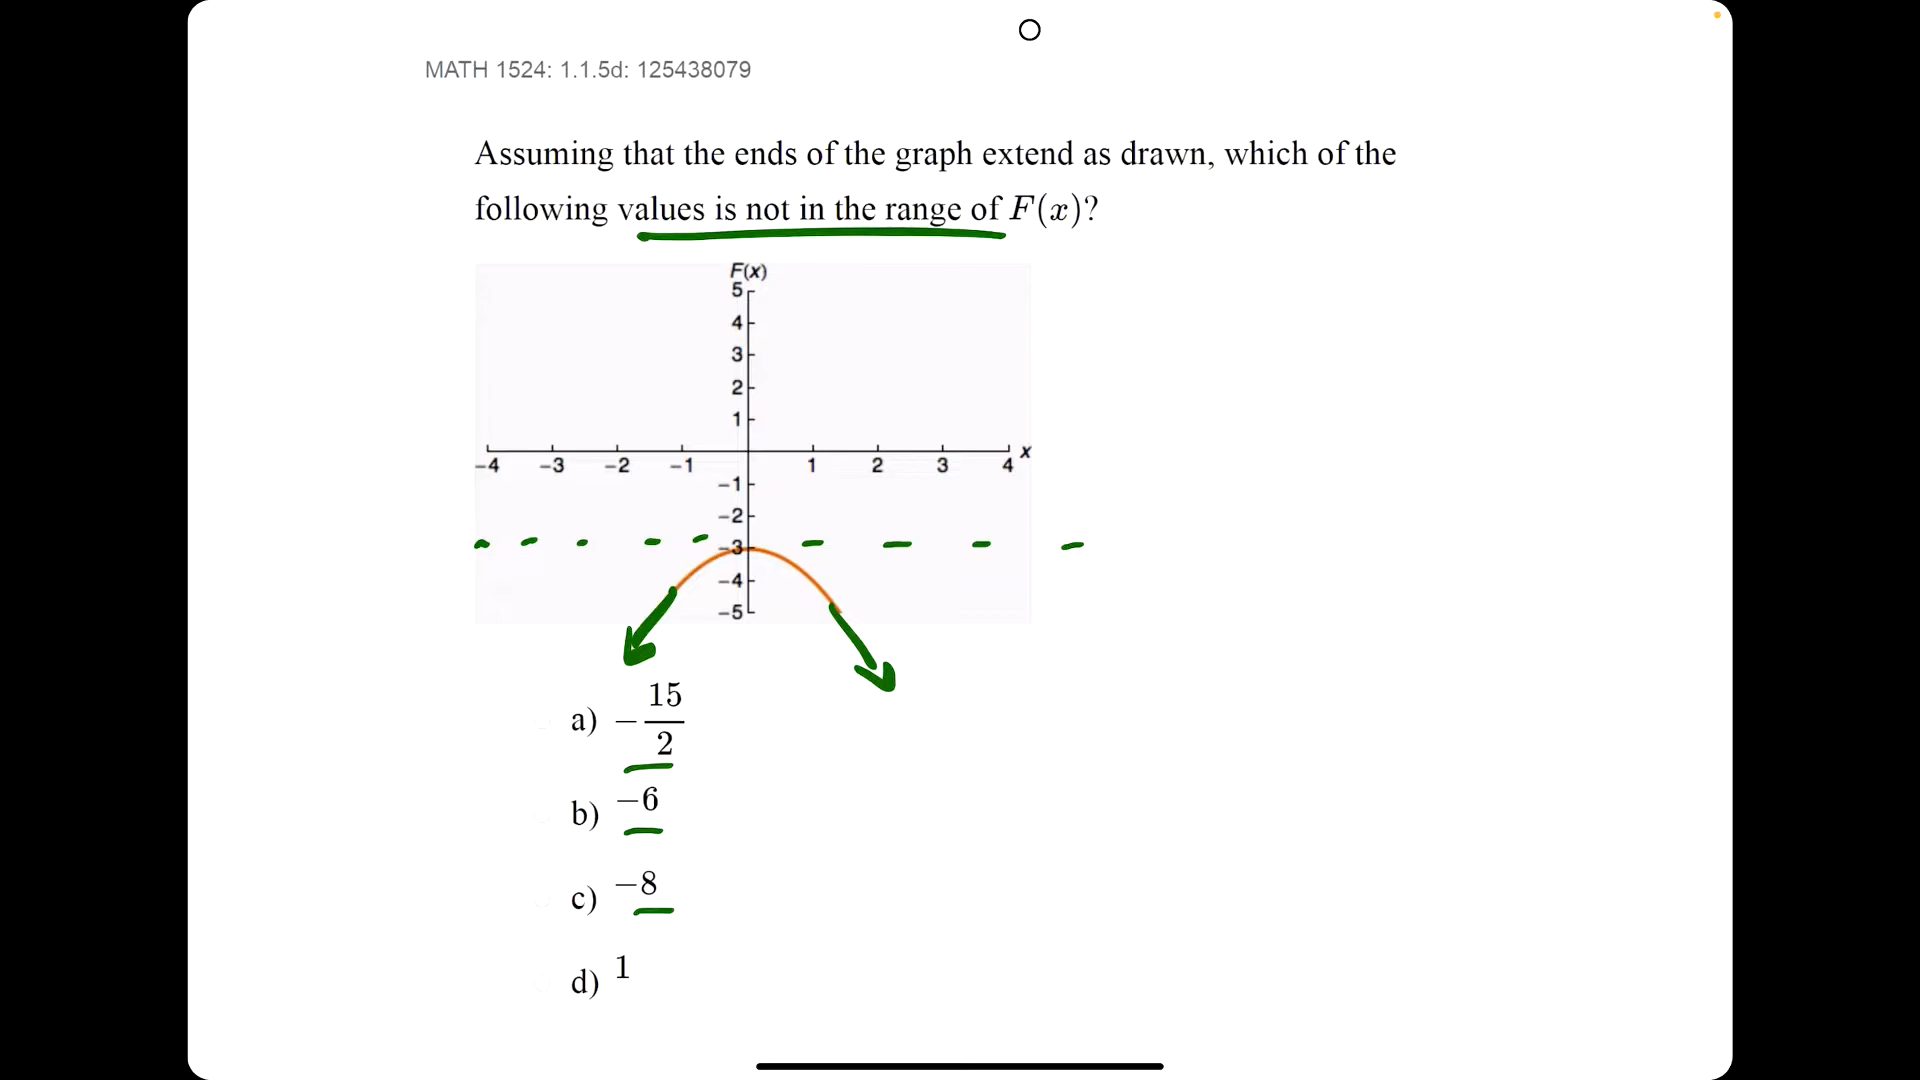 MATH 1524: 1.1.5d: 125438079
Assuming that the ends of the graph extend as drawn, which of the
following values is not in the range of F(x)?
F(x)
5
4
3
2
1
−4 −3 −2 −1 1 2 3 4 x
−1
−2
−3
−4
−5
a) −15/2
b) −6
c) −8
d) 1